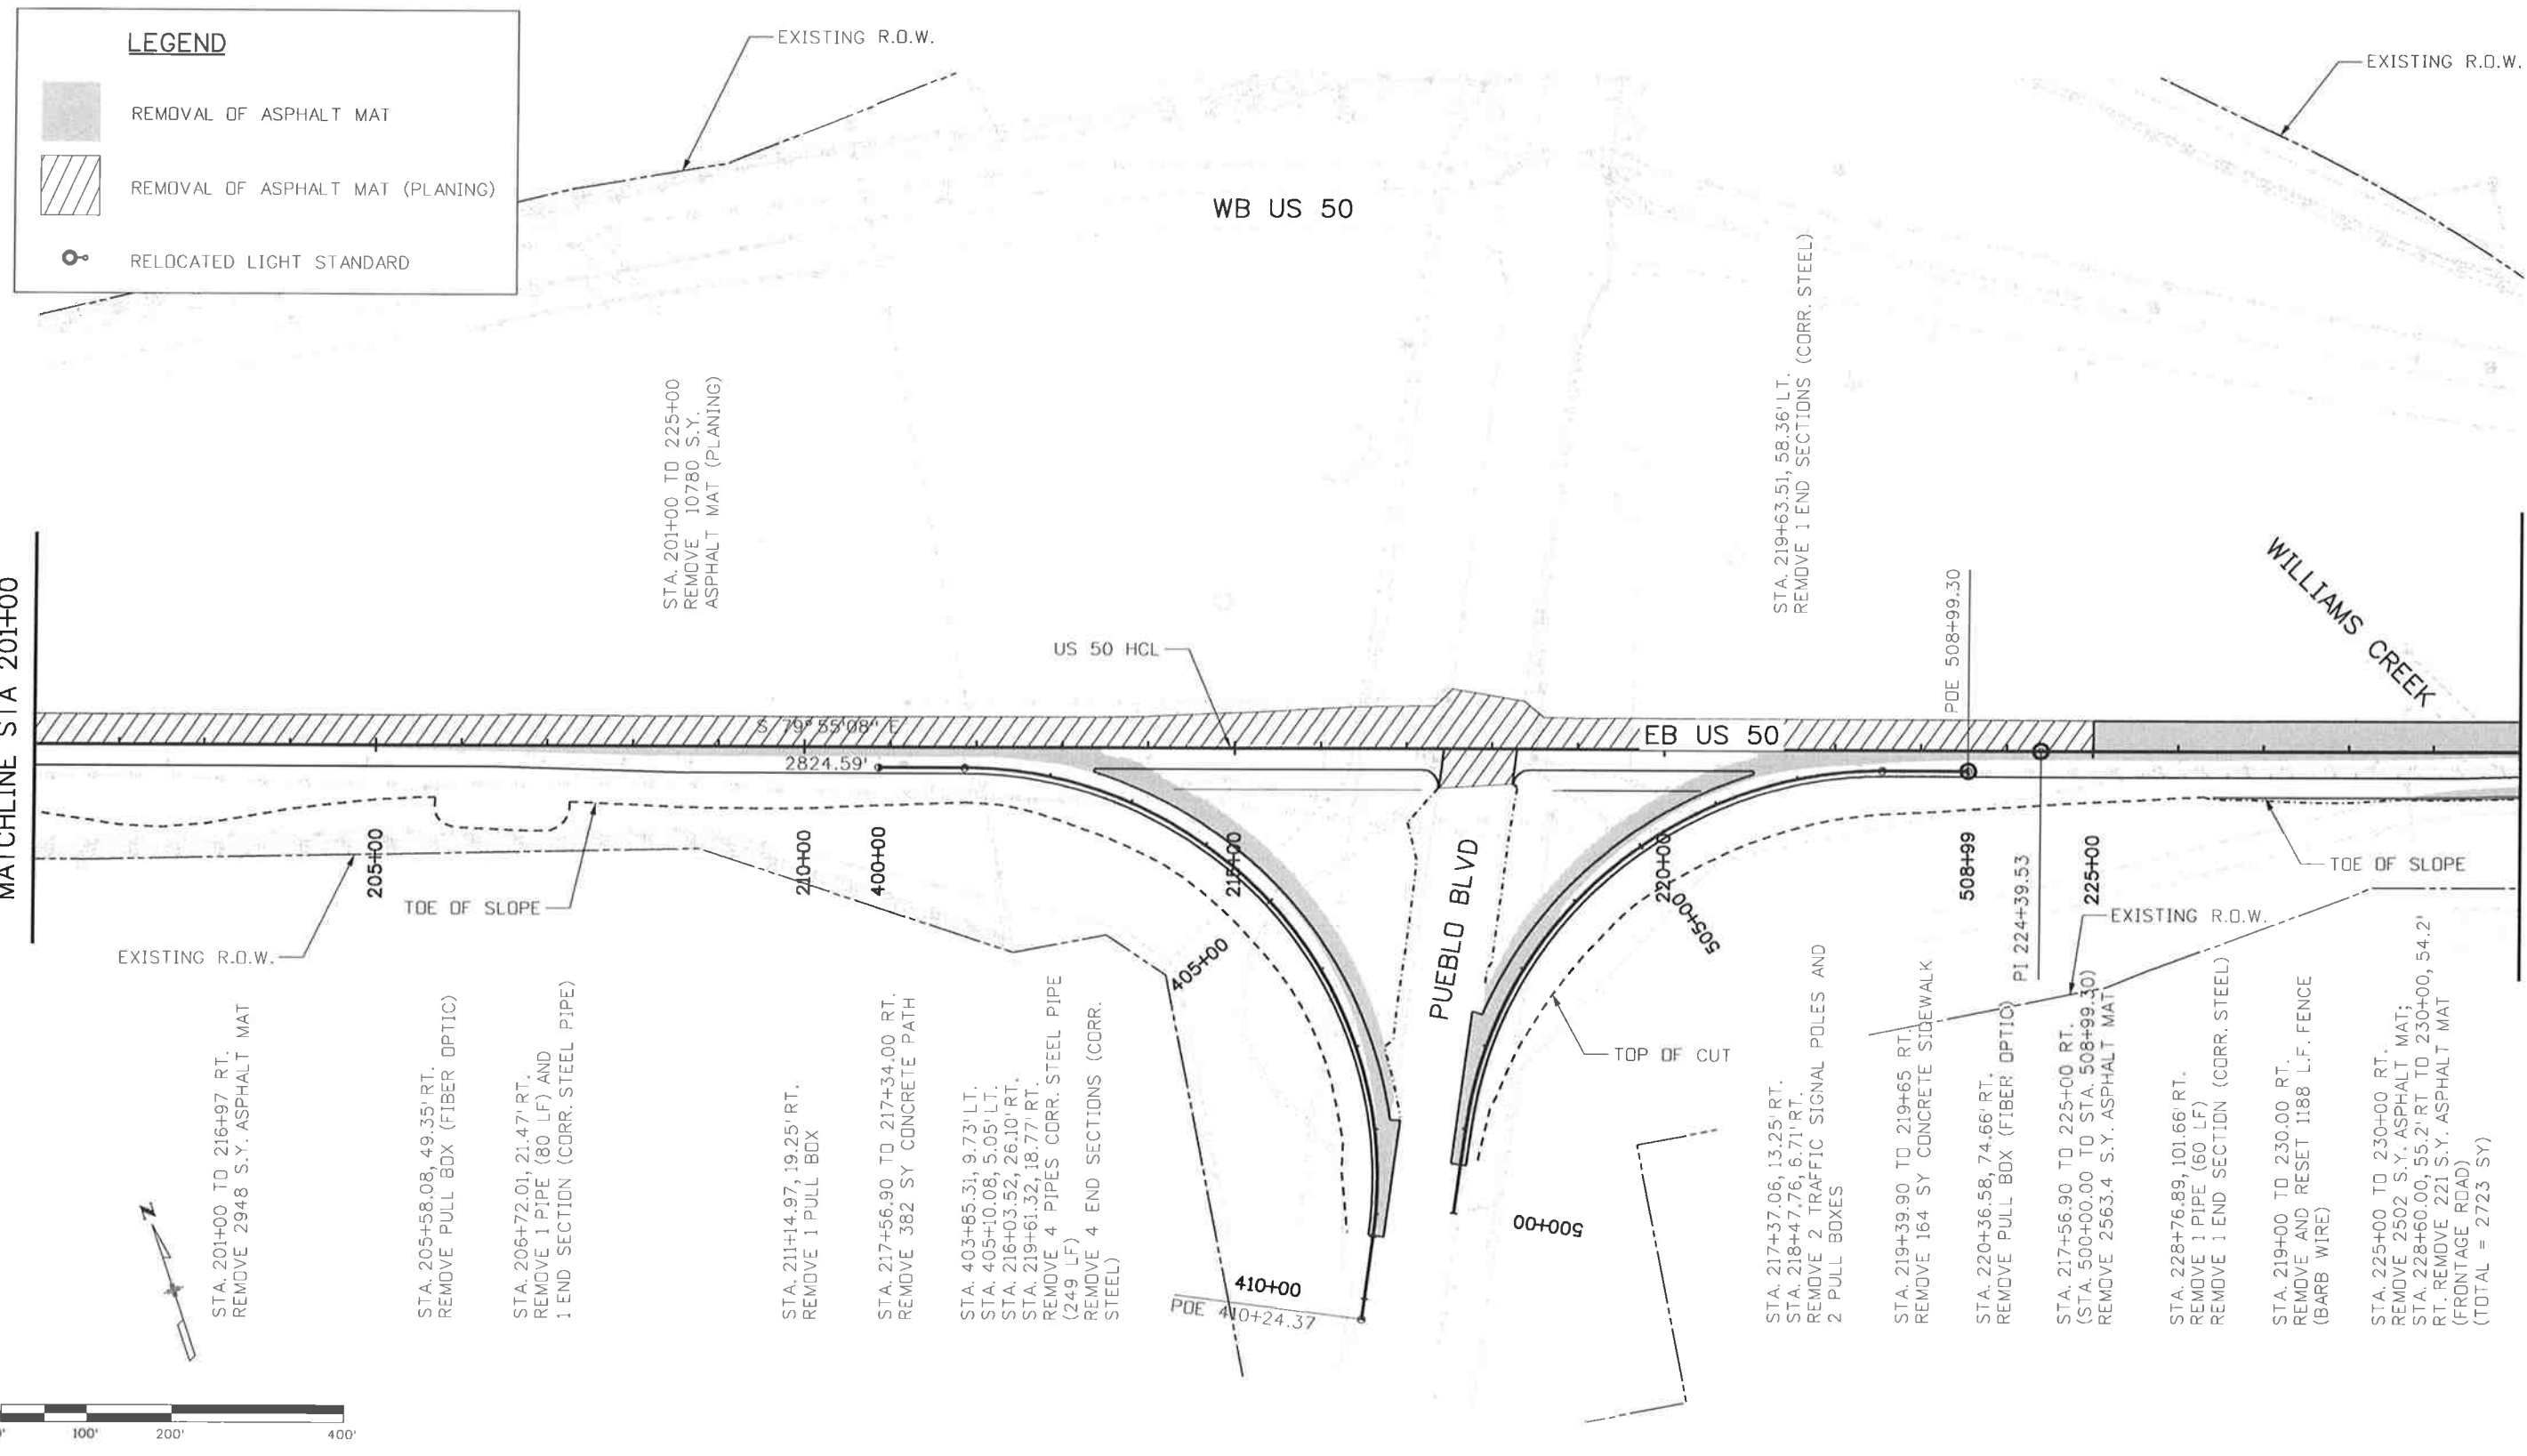 LEGEND
REMOVAL OF ASPHALT MAT
REMOVAL OF ASPHALT MAT (PLANING)
RELOCATED LIGHT STANDARD
EXISTING R.O.W.
EXISTING R.O.W.
WB US 50
STA. 201+00 TO 225+00
REMOVE 10780 S.Y.
ASPHALT MAT (PLANING)
STA. 219+63.51, 58.36' LT.
REMOVE 1 END SECTIONS (CORR. STEEL)
MATCHLINE STA 201+00
US 50 HCL
POE 508+99.30
WILLIAMS CREEK
S 79°55'08" E
2824.59'
EB US 50
205+00
210+00
400+00
215+00
220+00
505+00
508+99
PI 224+39.53
225+00
TOE OF SLOPE
TOE OF SLOPE
EXISTING R.O.W.
EXISTING R.O.W.
405+00
PUEBLO BLVD
TOP OF CUT
500+00
410+00
POE 410+24.37
STA. 201+00 TO 216+97 RT.
REMOVE 2948 S.Y. ASPHALT MAT
STA. 205+58.08, 49.35' RT.
REMOVE PULL BOX (FIBER OPTIC)
STA. 206+72.01, 21.47' RT.
REMOVE 1 PIPE (80 LF) AND
1 END SECTION (CORR. STEEL PIPE)
STA. 211+14.97, 19.25' RT.
REMOVE 1 PULL BOX
STA. 217+56.90 TO 217+34.00 RT.
REMOVE 382 SY CONCRETE PATH
STA. 403+85.31, 9.73' LT.
STA. 405+10.08, 5.05' LT.
STA. 216+03.52, 26.10' RT.
STA. 219+61.32, 18.77' RT.
REMOVE 4 PIPES CORR. STEEL PIPE
(249 LF)
REMOVE 4 END SECTIONS (CORR.
STEEL)
STA. 217+37.06, 13.25' RT.
STA. 218+47.76, 6.71' RT.
REMOVE 2 TRAFFIC SIGNAL POLES AND
2 PULL BOXES
STA. 219+39.90 TO 219+65 RT.
REMOVE 164 SY CONCRETE SIDEWALK
STA. 220+36.58, 74.66' RT.
REMOVE PULL BOX (FIBER OPTIC)
STA. 217+56.90 TO 225+00 RT.
(STA. 500+00.00 TO STA. 508+99.30)
REMOVE 2563.4 S.Y. ASPHALT MAT
STA. 228+76.89, 101.66' RT.
REMOVE 1 PIPE (60 LF)
REMOVE 1 END SECTION (CORR. STEEL)
STA. 219+00 TO 230.00 RT.
REMOVE AND RESET 1188 L.F. FENCE
(BARB WIRE)
STA. 225+00 TO 230+00 RT.
REMOVE 2502 S.Y. ASPHALT MAT;
STA. 228+60.00, 55.2' RT TO 230+00, 54.2'
RT. REMOVE 221 S.Y. ASPHALT MAT
(FRONTAGE ROAD)
(TOTAL = 2723 SY)
N
100'
200'
400'